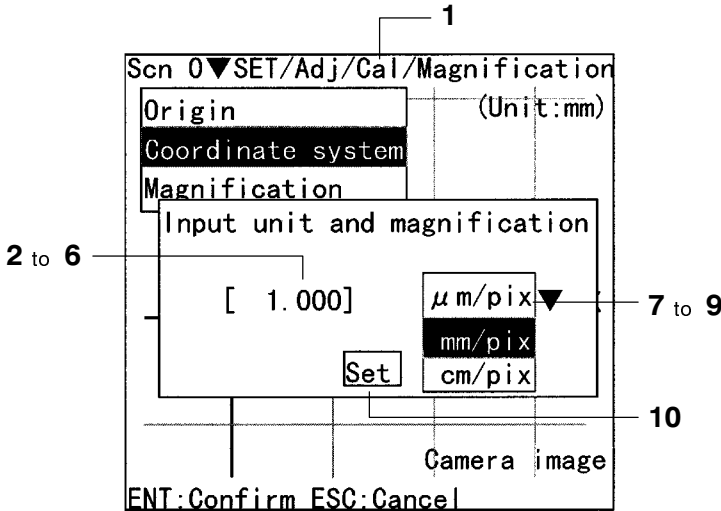 1
Scn 0▼SET/Adj/Cal/Magnification
Origin (Unit:mm)
Coordinate system
Magnification
Input unit and magnification
2 to 6
[ 1.000] μm/pix▼ 7 to 9
mm/pix
Set cm/pix
10
Camera image
ENT:Confirm ESC:Cancel